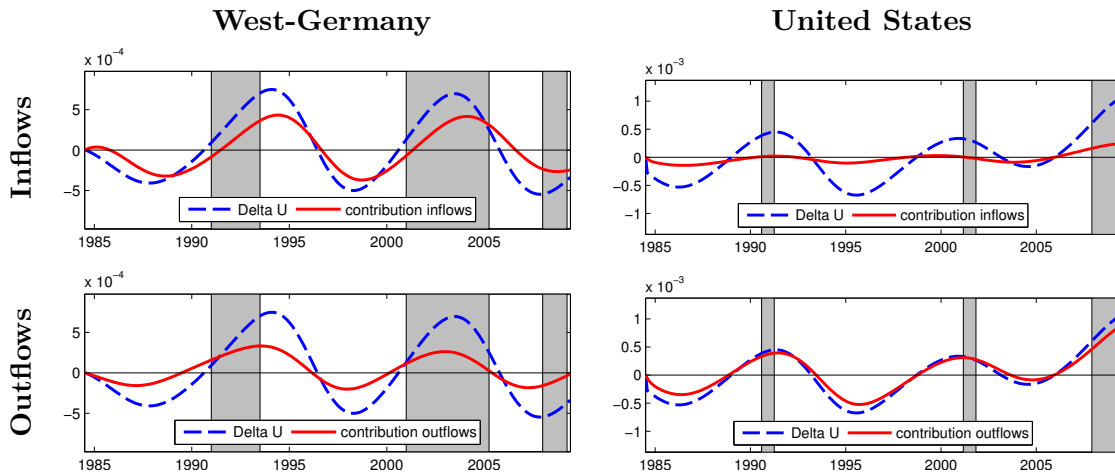 West-Germany
United States
Inflows
x 10⁻⁴
5
0
−5
Delta U
contribution inflows
1985
1990
1995
2000
2005
x 10⁻³
1
0.5
0
−0.5
−1
Delta U
contribution inflows
1985
1990
1995
2000
2005
Outflows
x 10⁻⁴
5
0
−5
Delta U
contribution outflows
1985
1990
1995
2000
2005
x 10⁻³
1
0.5
0
−0.5
−1
Delta U
contribution outflows
1985
1990
1995
2000
2005